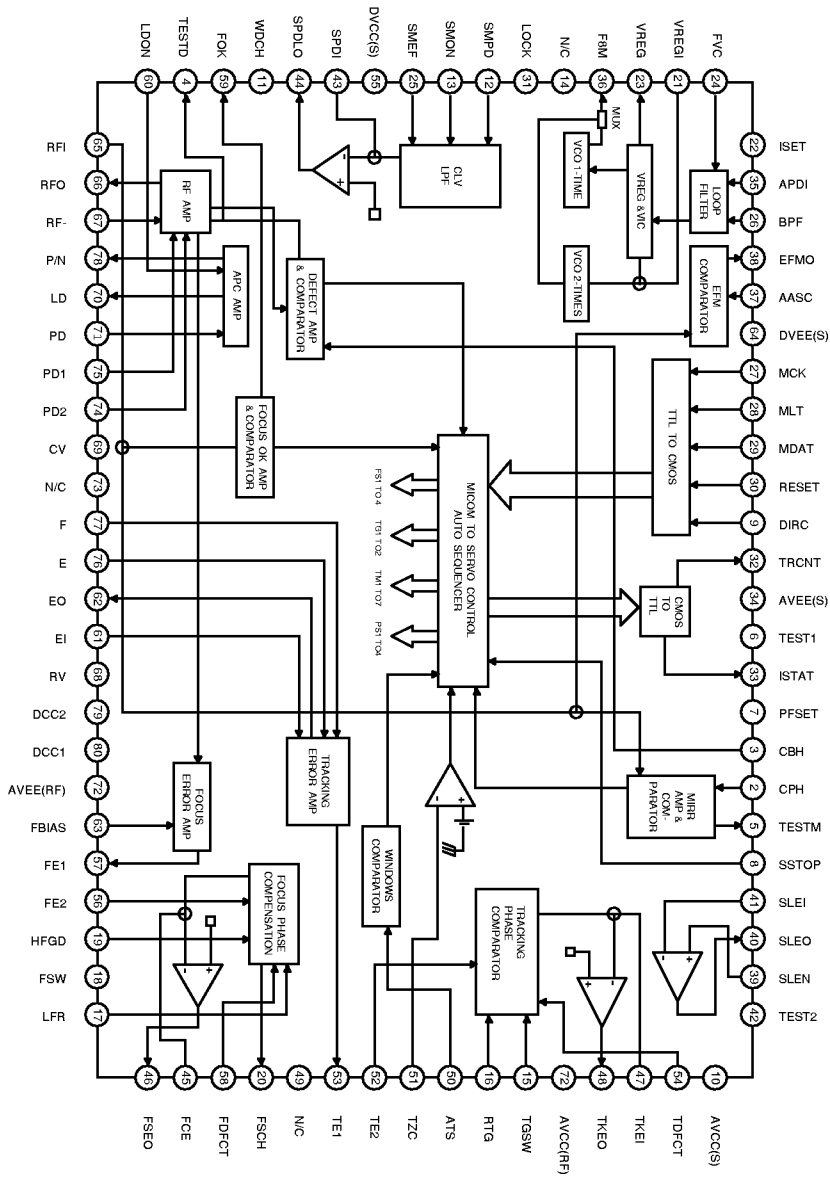 LDON
TESTD
FOK
WDCH
SPDLO
SPDI
DVCC(S)
SMEF
SMON
SMPD
LOCK
N/C
F8M
VREG
VREGI
FVC
60
4
59
11
44
43
55
25
13
12
31
14
36
23
21
24
RFI
RFO
RF-
P/N
LD
PD
PD1
PD2
CV
N/C
F
E
EO
EI
RV
DCC2
DCC1
AVEE(RF)
FBIAS
FE1
FE2
HFGD
FSW
LFR
65
66
67
78
70
71
75
74
69
73
77
76
62
61
68
79
80
72
63
57
56
19
18
17
MUX
VCO 1-TIME
VREG &VIC
LOOP
FILTER
CLV
LPF
-
+
RF AMP
APC AMP
DEFECT AMP
& COMPARATOR
VCO 2-TIMES
EFM
COMPARATOR
FOCUS OK AMP
& COMPARATOR
MICOM TO SERVO CONTROL
AUTO SEQUENCER
TTL TO CMOS
FS1 TO 4
TG1 TO2
TM1 TO7
PS1 TO4
CMOS
TO
TTL
TRACKING
ERROR AMP
FOCUS
ERROR AMP
-
+
MIRR
AMP &
COM-
PARATOR
WINDOWS
COMPARATOR
FOCUS PHASE
COMPENSATION
-
+
TRACKING
PHASE
COMPARATOR
+
-
-
+
22
35
26
38
37
64
27
28
29
30
9
32
34
6
33
7
3
2
5
8
41
40
39
42
ISET
APDI
BPF
EFMO
AASC
DVEE(S)
MCK
MLT
MDAT
RESET
DIRC
TRCNT
AVEE(S)
TEST1
ISTAT
PFSET
CBH
CPH
TESTM
SSTOP
SLEI
SLEO
SLEN
TEST2
46
45
58
20
49
53
52
51
50
16
15
72
48
47
54
10
FSEO
FCE
FDFCT
FSCH
N/C
TE1
TE2
TZC
ATS
RTG
TGSW
AVCC(RF)
TKEO
TKEI
TDFCT
AVCC(S)